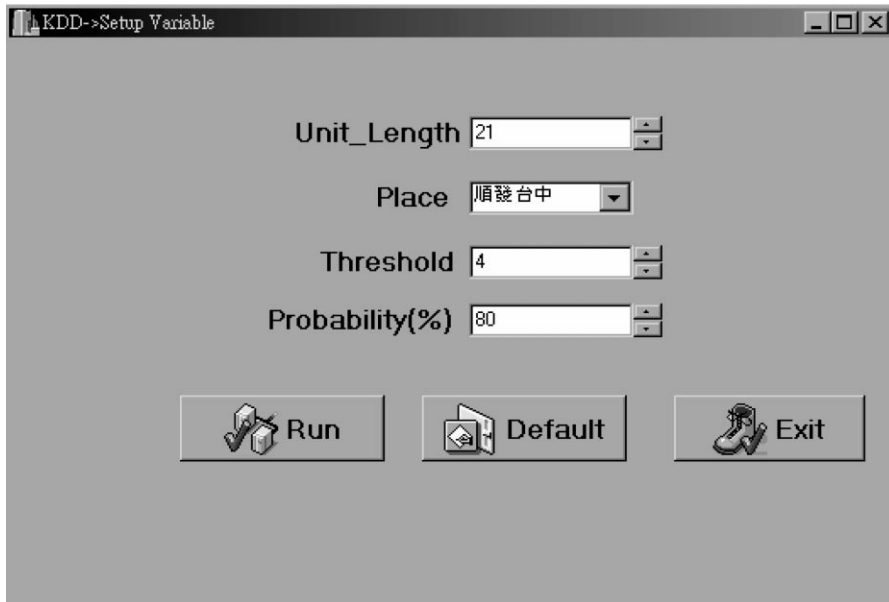 KDD->Setup Variable
Unit_Length 21
Place 順發台中
Threshold 4
Probability(%) 80
Run Default Exit